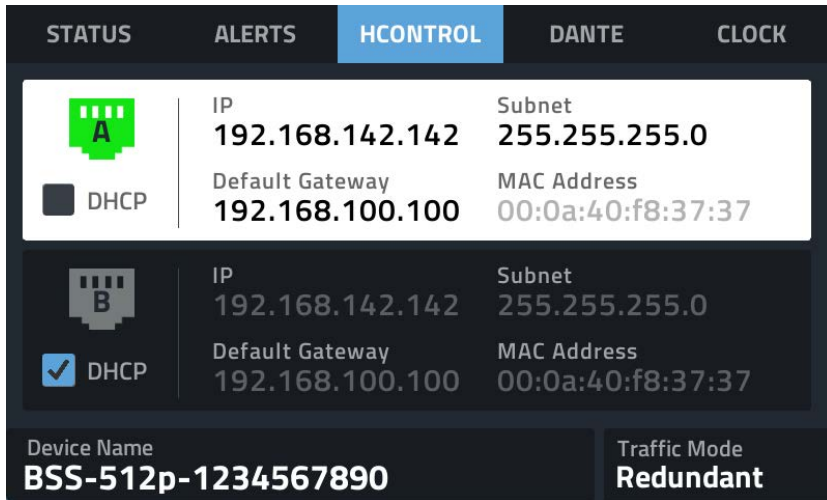 STATUS ALERTS HCONTROL DANTE CLOCK
A
DHCP
IP
192.168.142.142
Subnet
255.255.255.0
Default Gateway
192.168.100.100
MAC Address
00:0a:40:f8:37:37
B
DHCP
IP
192.168.142.142
Subnet
255.255.255.0
Default Gateway
192.168.100.100
MAC Address
00:0a:40:f8:37:37
Device Name
BSS-512p-1234567890
Traffic Mode
Redundant